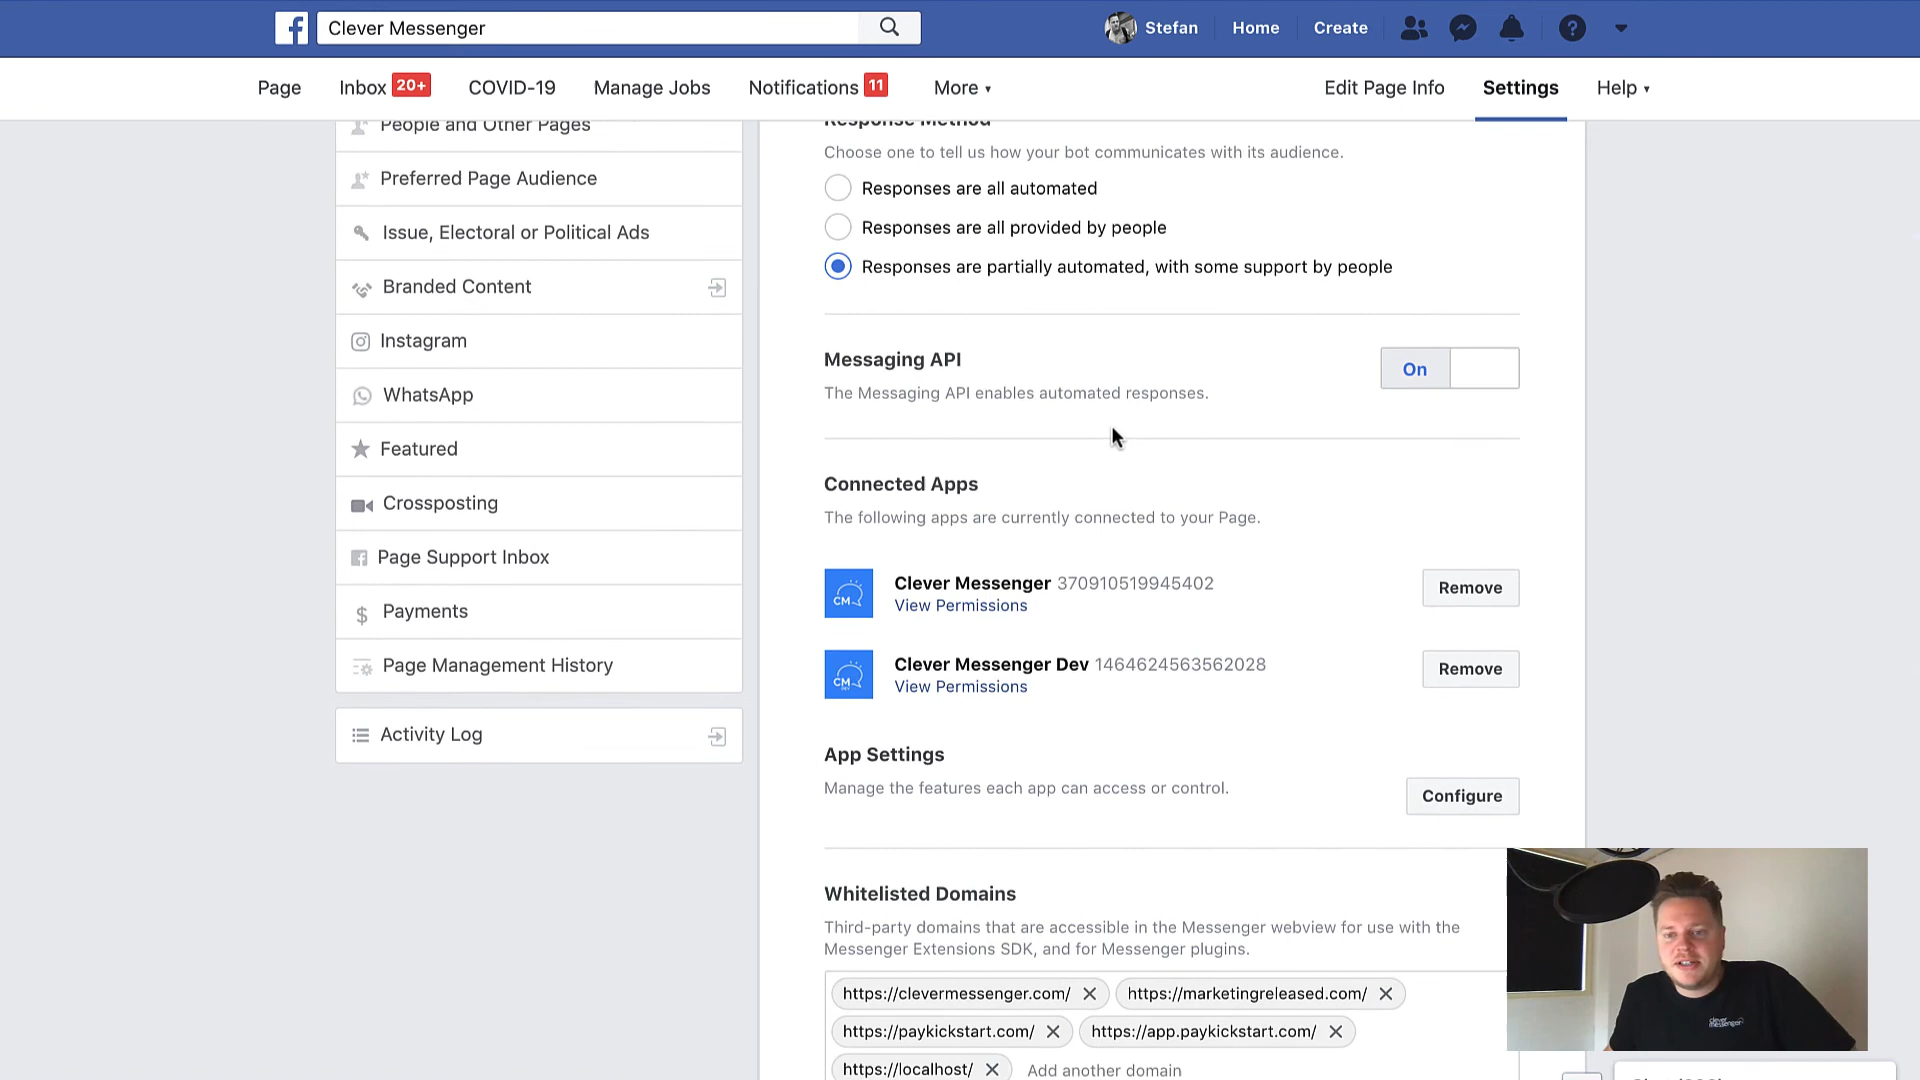 Clever Messenger
Stefan
Home
Create
Page
Inbox 20+
COVID-19
Manage Jobs
Notifications 11
More
Edit Page Info
Settings
Help
People and Other Pages
Preferred Page Audience
Issue, Electoral or Political Ads
Branded Content
Instagram
WhatsApp
Featured
Crossposting
Page Support Inbox
Payments
Page Management History
Activity Log
Response Method
Choose one to tell us how your bot communicates with its audience.
Responses are all automated
Responses are all provided by people
Responses are partially automated, with some support by people
Messaging API
On
The Messaging API enables automated responses.
Connected Apps
The following apps are currently connected to your Page.
CM
Clever Messenger 370910519945402
View Permissions
Remove
CM
DEV
Clever Messenger Dev 1464624563562028
View Permissions
Remove
App Settings
Manage the features each app can access or control.
Configure
Whitelisted Domains
Third-party domains that are accessible in the Messenger webview for use with the
Messenger Extensions SDK, and for Messenger plugins.
https://clevermessenger.com/
https://marketingreleased.com/
https://paykickstart.com/
https://app.paykickstart.com/
https://localhost/
Add another domain
clever
messenger